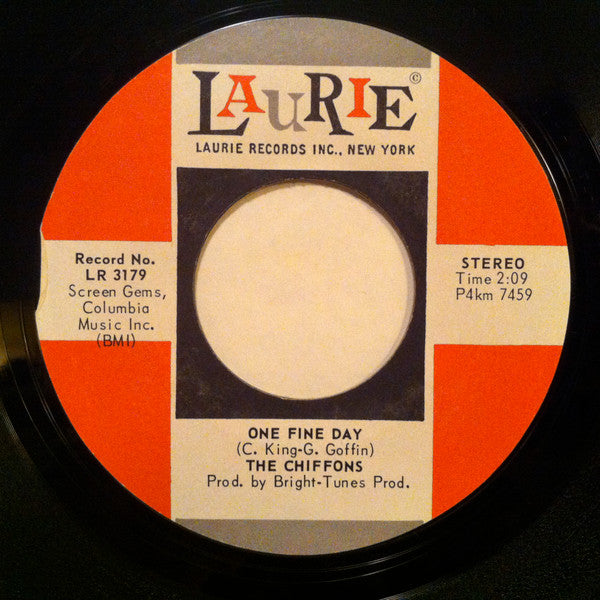 LAURIE©
LAURIE RECORDS INC., NEW YORK
Record No.
LR 3179
Screen Gems,
Columbia
Music Inc.
(BMI)
STEREO
Time 2:09
P4km 7459
ONE FINE DAY
(C. King-G. Goffin)
THE CHIFFONS
Prod. by Bright-Tunes Prod.